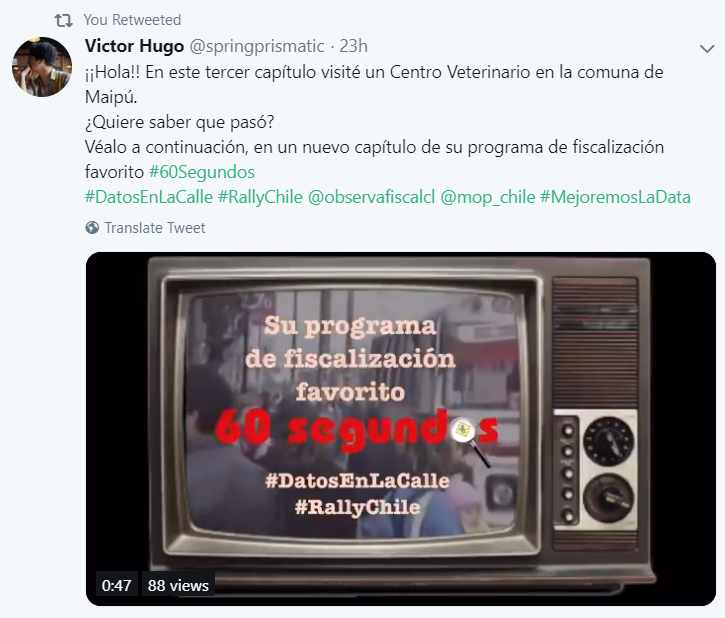 You Retweeted
Victor Hugo @springprismatic · 23h
¡¡Hola!! En este tercer capítulo visité un Centro Veterinario en la comuna de
Maipú.
¿Quiere saber que pasó?
Véalo a continuación, en un nuevo capítulo de su programa de fiscalización
favorito #60Segundos
#DatosEnLaCalle #RallyChile @observafiscalcl @mop_chile #MejoremosLaData
Translate Tweet
Su programa
de fiscalización
favorito
60 segundos
#DatosEnLaCalle
#RallyChile
0:47 88 views